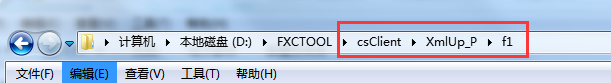 计算机 ▸ 本地磁盘 (D:) ▸ FXCTOOL ▸ csClient ▸ XmlUp_P ▸ f1
文件(F) 编辑(E) 查看(V) 工具(T) 帮助(H)